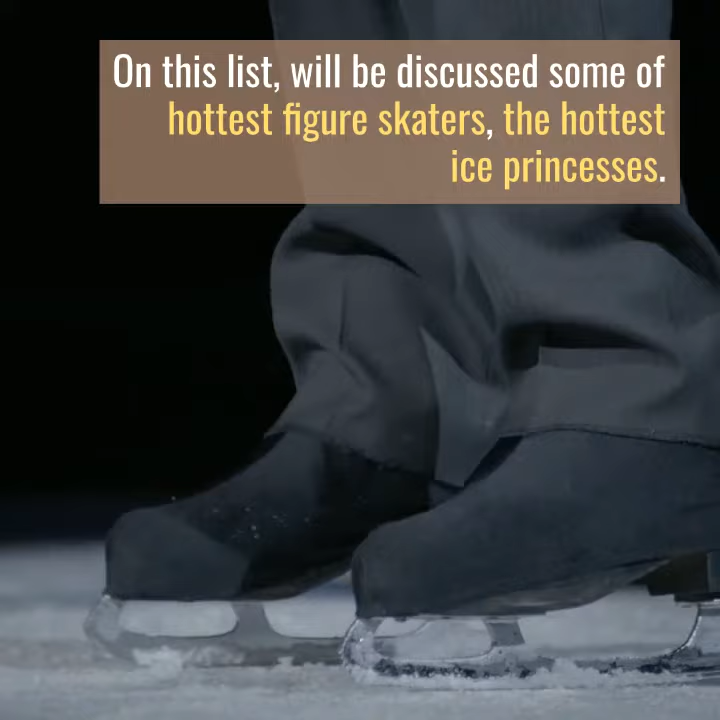 On this list, will be discussed some of
hottest figure skaters, the hottest
ice princesses.